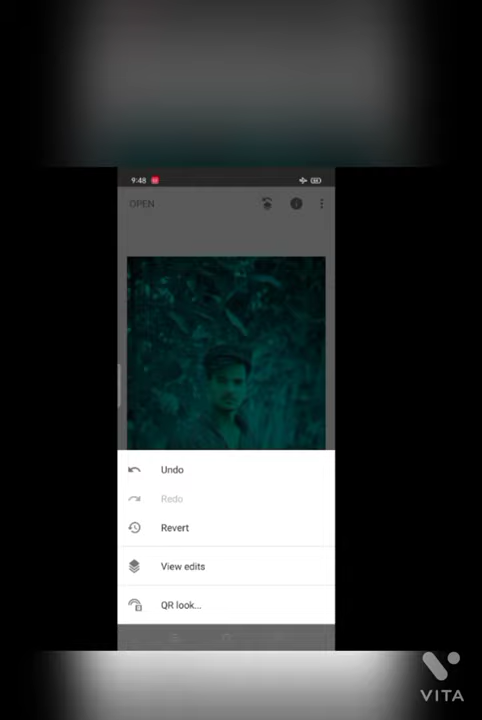 9:48
OPEN
Undo
Redo
Revert
View edits
QR look...
VITA